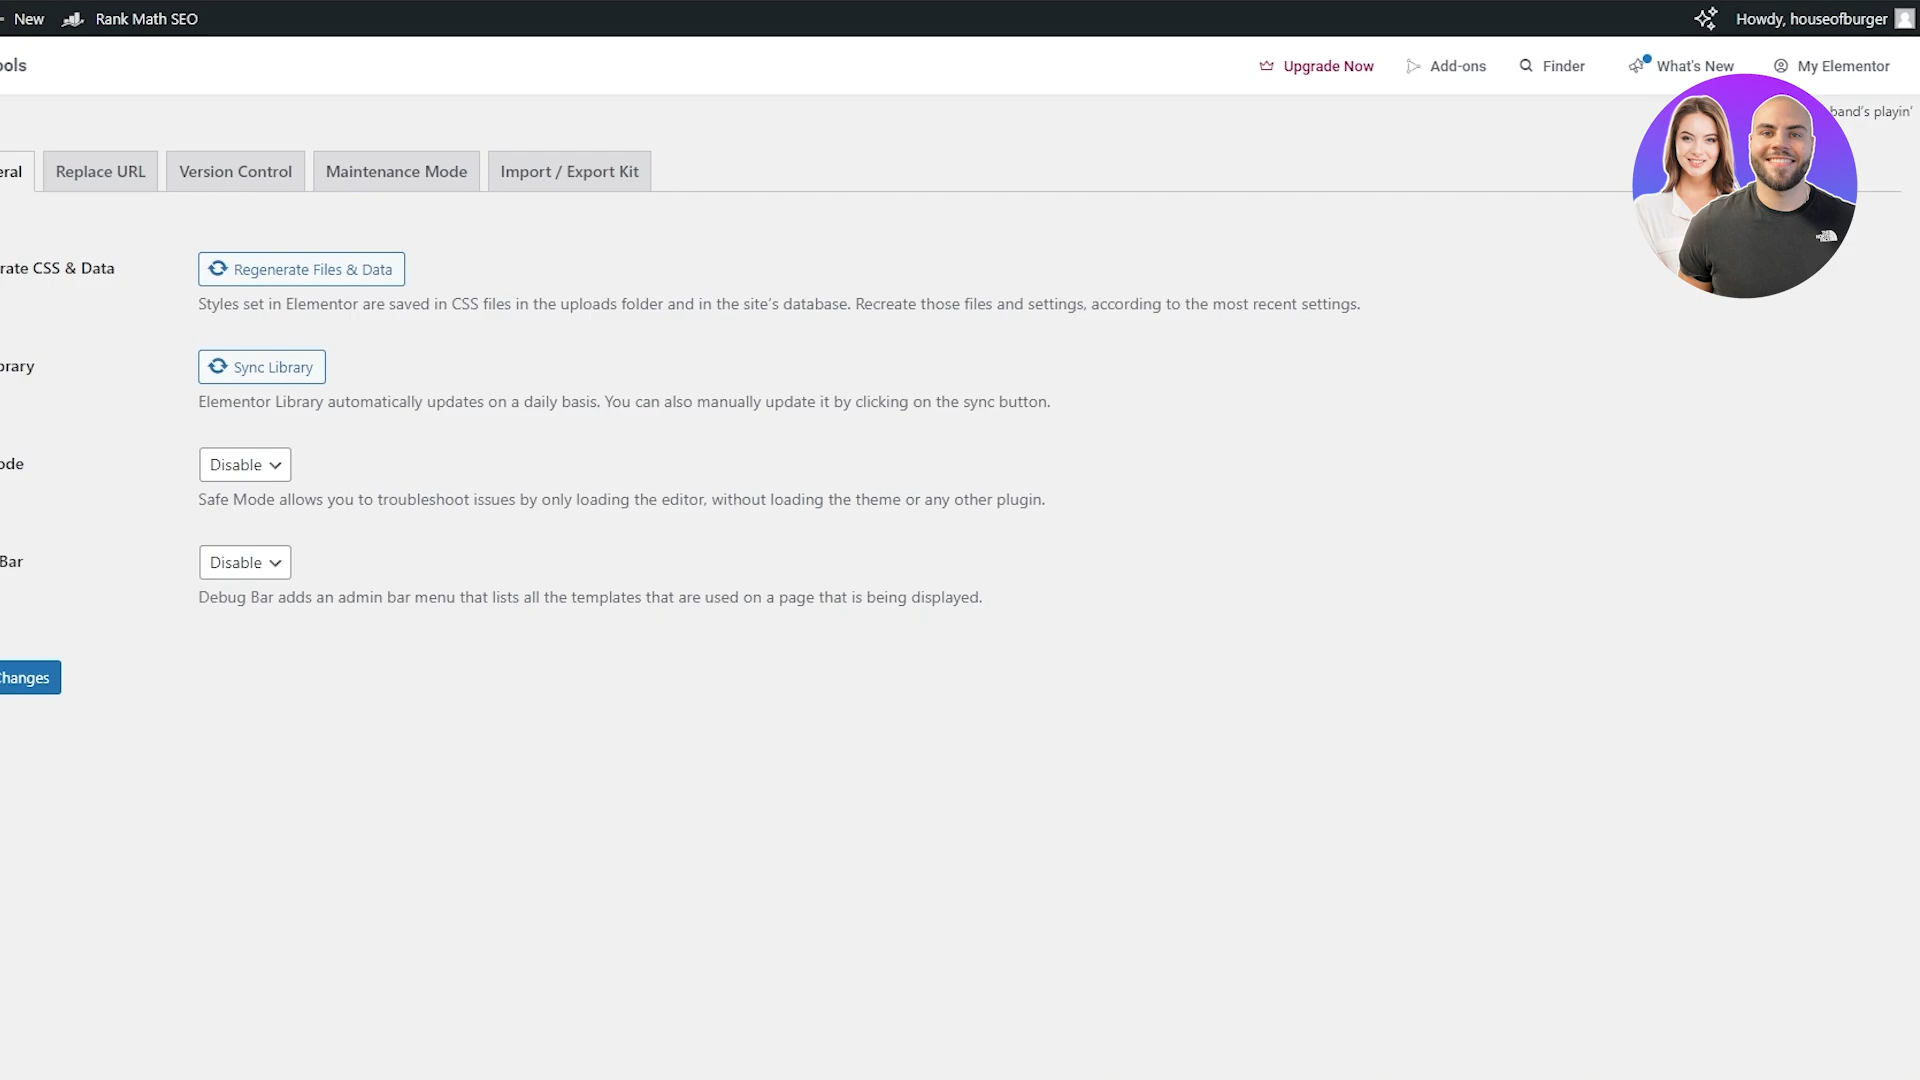 New Rank Math SEO Howdy, houseofburger
ools Upgrade Now Add-ons Finder What's New My Elementor
band's playin'
eral Replace URL Version Control Maintenance Mode Import / Export Kit
rate CSS & Data Regenerate Files & Data
Styles set in Elementor are saved in CSS files in the uploads folder and in the site's database. Recreate those files and settings, according to the most recent settings.
brary Sync Library
Elementor Library automatically updates on a daily basis. You can also manually update it by clicking on the sync button.
ode Disable
Safe Mode allows you to troubleshoot issues by only loading the editor, without loading the theme or any other plugin.
Bar Disable
Debug Bar adds an admin bar menu that lists all the templates that are used on a page that is being displayed.
Changes
THE NORTH FACE